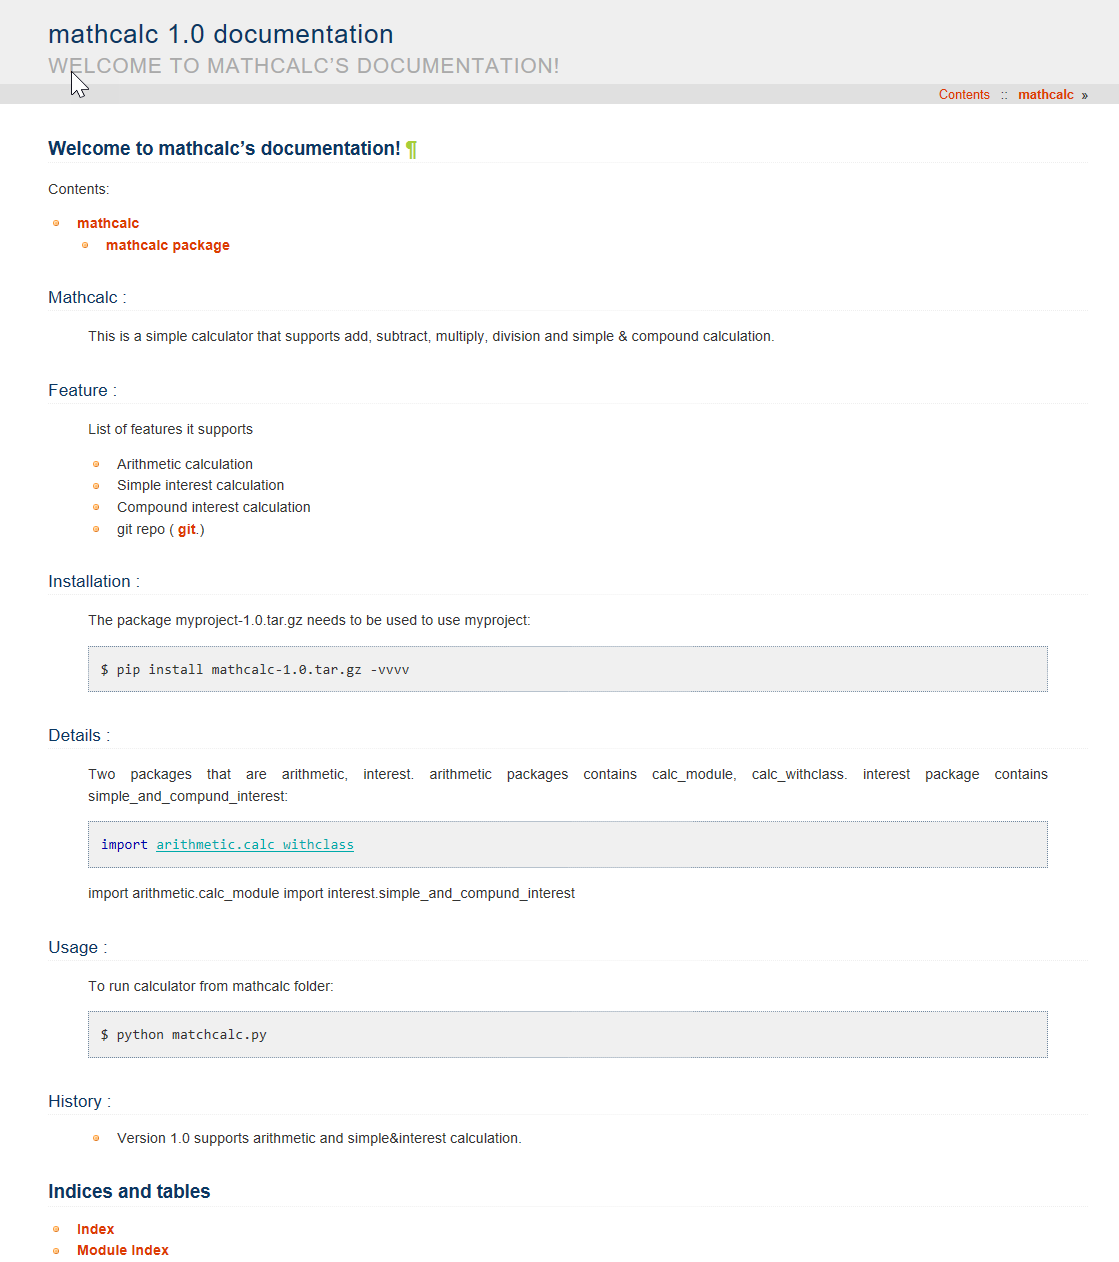 mathcalc 1.0 documentation
WELCOME TO MATHCALC’S DOCUMENTATION!
Contents :: mathcalc »
Welcome to mathcalc’s documentation! ¶
Contents:
mathcalc
mathcalc package
Mathcalc :
This is a simple calculator that supports add, subtract, multiply, division and simple & compound calculation.
Feature :
List of features it supports
Arithmetic calculation
Simple interest calculation
Compound interest calculation
git repo ( git.)
Installation :
The package myproject-1.0.tar.gz needs to be used to use myproject:
$ pip install mathcalc-1.0.tar.gz -vvvv
Details :
Two packages that are arithmetic, interest. arithmetic packages contains calc_module, calc_withclass. interest package contains
simple_and_compund_interest:
import arithmetic.calc_withclass
import arithmetic.calc_module import interest.simple_and_compund_interest
Usage :
To run calculator from mathcalc folder:
$ python matchcalc.py
History :
Version 1.0 supports arithmetic and simple&interest calculation.
Indices and tables
Index
Module Index